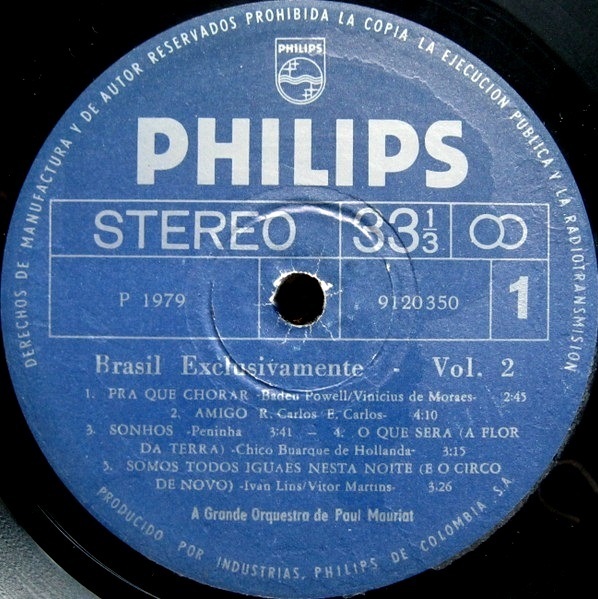 DERECHOS DE MANUFACTURA Y DE AUTOR RESERVADOS PROHIBIDA LA COPIA LA EJECUCION PUBLICA Y LA RADIOTRANSMISION
PHILIPS
PHILIPS
STEREO 33 1/3
P 1979 9120350 1
Brasil Exclusivamente - Vol. 2
1. PRA QUE CHORAR -Baden Powell/Vinicius de Moraes- 2:45
2. AMIGO R. Carlos E. Carlos- 4:10
3. SONHOS -Peninha 3:41 — 4. O QUE SERA (A FLOR
DA TERRA) -Chico Buarque de Hollanda- 3:15
5. SOMOS TODOS IGUAES NESTA NOITE (E O CIRCO
DE NOVO) -Ivan Lins/Vitor Martins- 3:26
A Grande Orquestra de Paul Mauriat
PRODUCIDO POR INDUSTRIAS. PHILIPS DE COLOMBIA S.A.